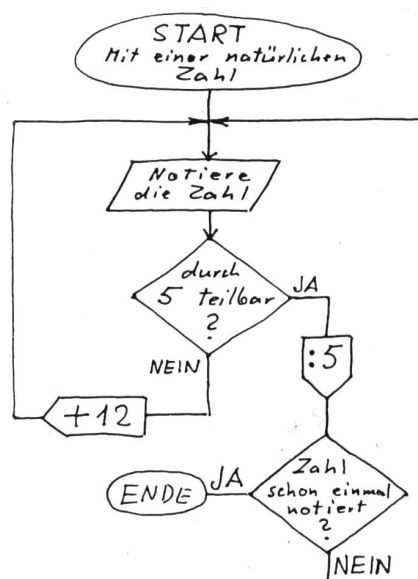 START
Mit einer natürlichen
Zahl
Notiere
die Zahl
durch
5 teilbar
?
JA
NEIN
:5
+12
Zahl
schon einmal
notiert
?
JA
ENDE
NEIN